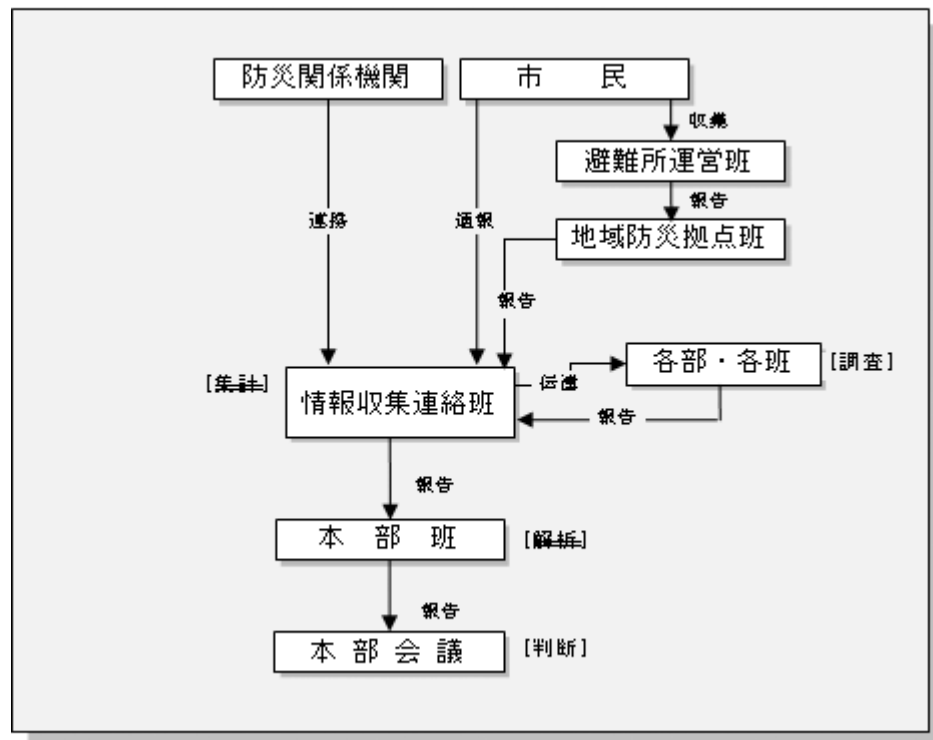 防災関係機関
市　　民
収集
避難所運営班
報告
連絡
通報
地域防災拠点班
報告
各部・各班
[調査]
[集計]
伝達
情報収集連絡班
報告
報告
本　部　班
[解析]
報告
本 部 会 議
[判断]